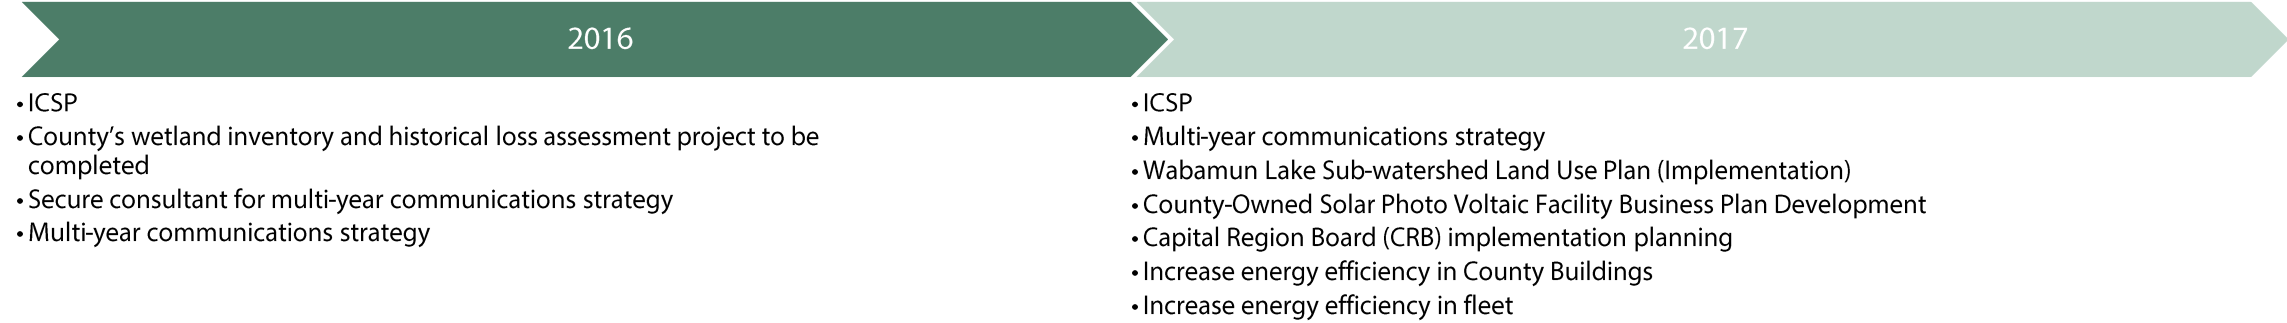 2016
• ICSP
• County’s wetland inventory and historical loss assessment project to be
completed
• Secure consultant for multi-year communications strategy
• Multi-year communications strategy
2017
• ICSP
• Multi-year communications strategy
• Wabamun Lake Sub-watershed Land Use Plan (Implementation)
• County-Owned Solar Photo Voltaic Facility Business Plan Development
• Capital Region Board (CRB) implementation planning
• Increase energy efficiency in County Buildings
• Increase energy efficiency in fleet